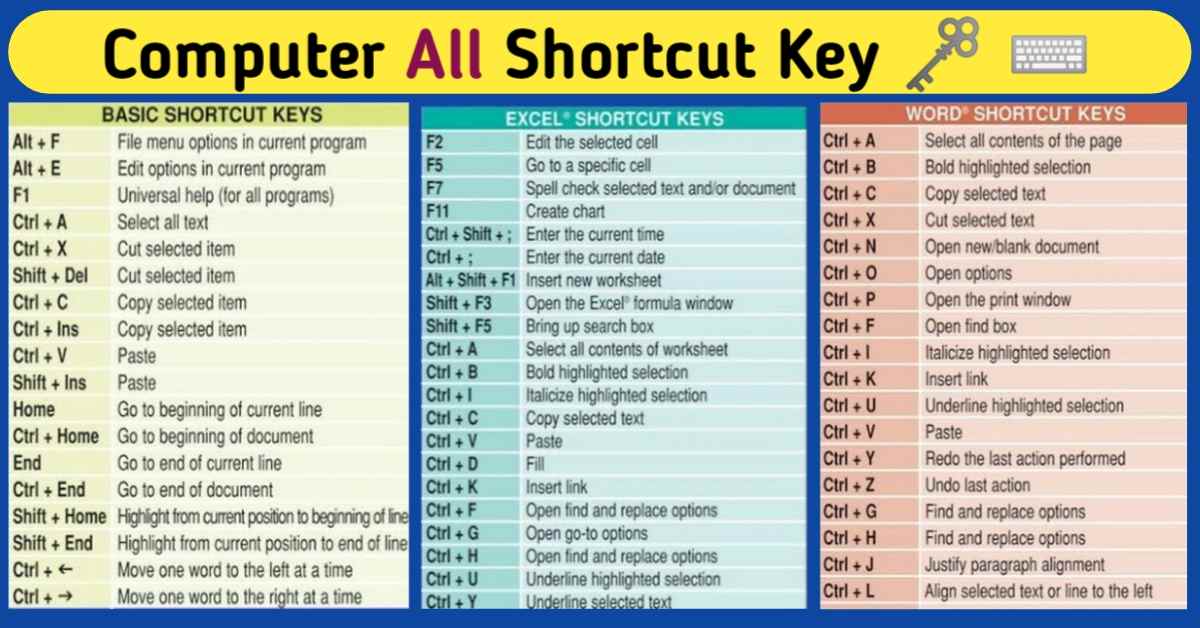 Computer All Shortcut Key
BASIC SHORTCUT KEYS
Alt + F File menu options in current program
Alt + E Edit options in current program
F1 Universal help (for all programs)
Ctrl + A Select all text
Ctrl + X Cut selected item
Shift + Del Cut selected item
Ctrl + C Copy selected item
Ctrl + Ins Copy selected item
Ctrl + V Paste
Shift + Ins Paste
Home Go to beginning of current line
Ctrl + Home Go to beginning of document
End Go to end of current line
Ctrl + End Go to end of document
Shift + Home Highlight from current position to beginning of line
Shift + End Highlight from current position to end of line
Ctrl + ← Move one word to the left at a time
Ctrl + → Move one word to the right at a time
EXCEL® SHORTCUT KEYS
F2 Edit the selected cell
F5 Go to a specific cell
F7 Spell check selected text and/or document
F11 Create chart
Ctrl + Shift + ; Enter the current time
Ctrl + ; Enter the current date
Alt + Shift + F1 Insert new worksheet
Shift + F3 Open the Excel® formula window
Shift + F5 Bring up search box
Ctrl + A Select all contents of worksheet
Ctrl + B Bold highlighted selection
Ctrl + I Italicize highlighted selection
Ctrl + C Copy selected text
Ctrl + V Paste
Ctrl + D Fill
Ctrl + K Insert link
Ctrl + F Open find and replace options
Ctrl + G Open go-to options
Ctrl + H Open find and replace options
Ctrl + U Underline highlighted selection
Ctrl + Y Underline selected text
WORD® SHORTCUT KEYS
Ctrl + A Select all contents of the page
Ctrl + B Bold highlighted selection
Ctrl + C Copy selected text
Ctrl + X Cut selected text
Ctrl + N Open new/blank document
Ctrl + O Open options
Ctrl + P Open the print window
Ctrl + F Open find box
Ctrl + I Italicize highlighted selection
Ctrl + K Insert link
Ctrl + U Underline highlighted selection
Ctrl + V Paste
Ctrl + Y Redo the last action performed
Ctrl + Z Undo last action
Ctrl + G Find and replace options
Ctrl + H Find and replace options
Ctrl + J Justify paragraph alignment
Ctrl + L Align selected text or line to the left